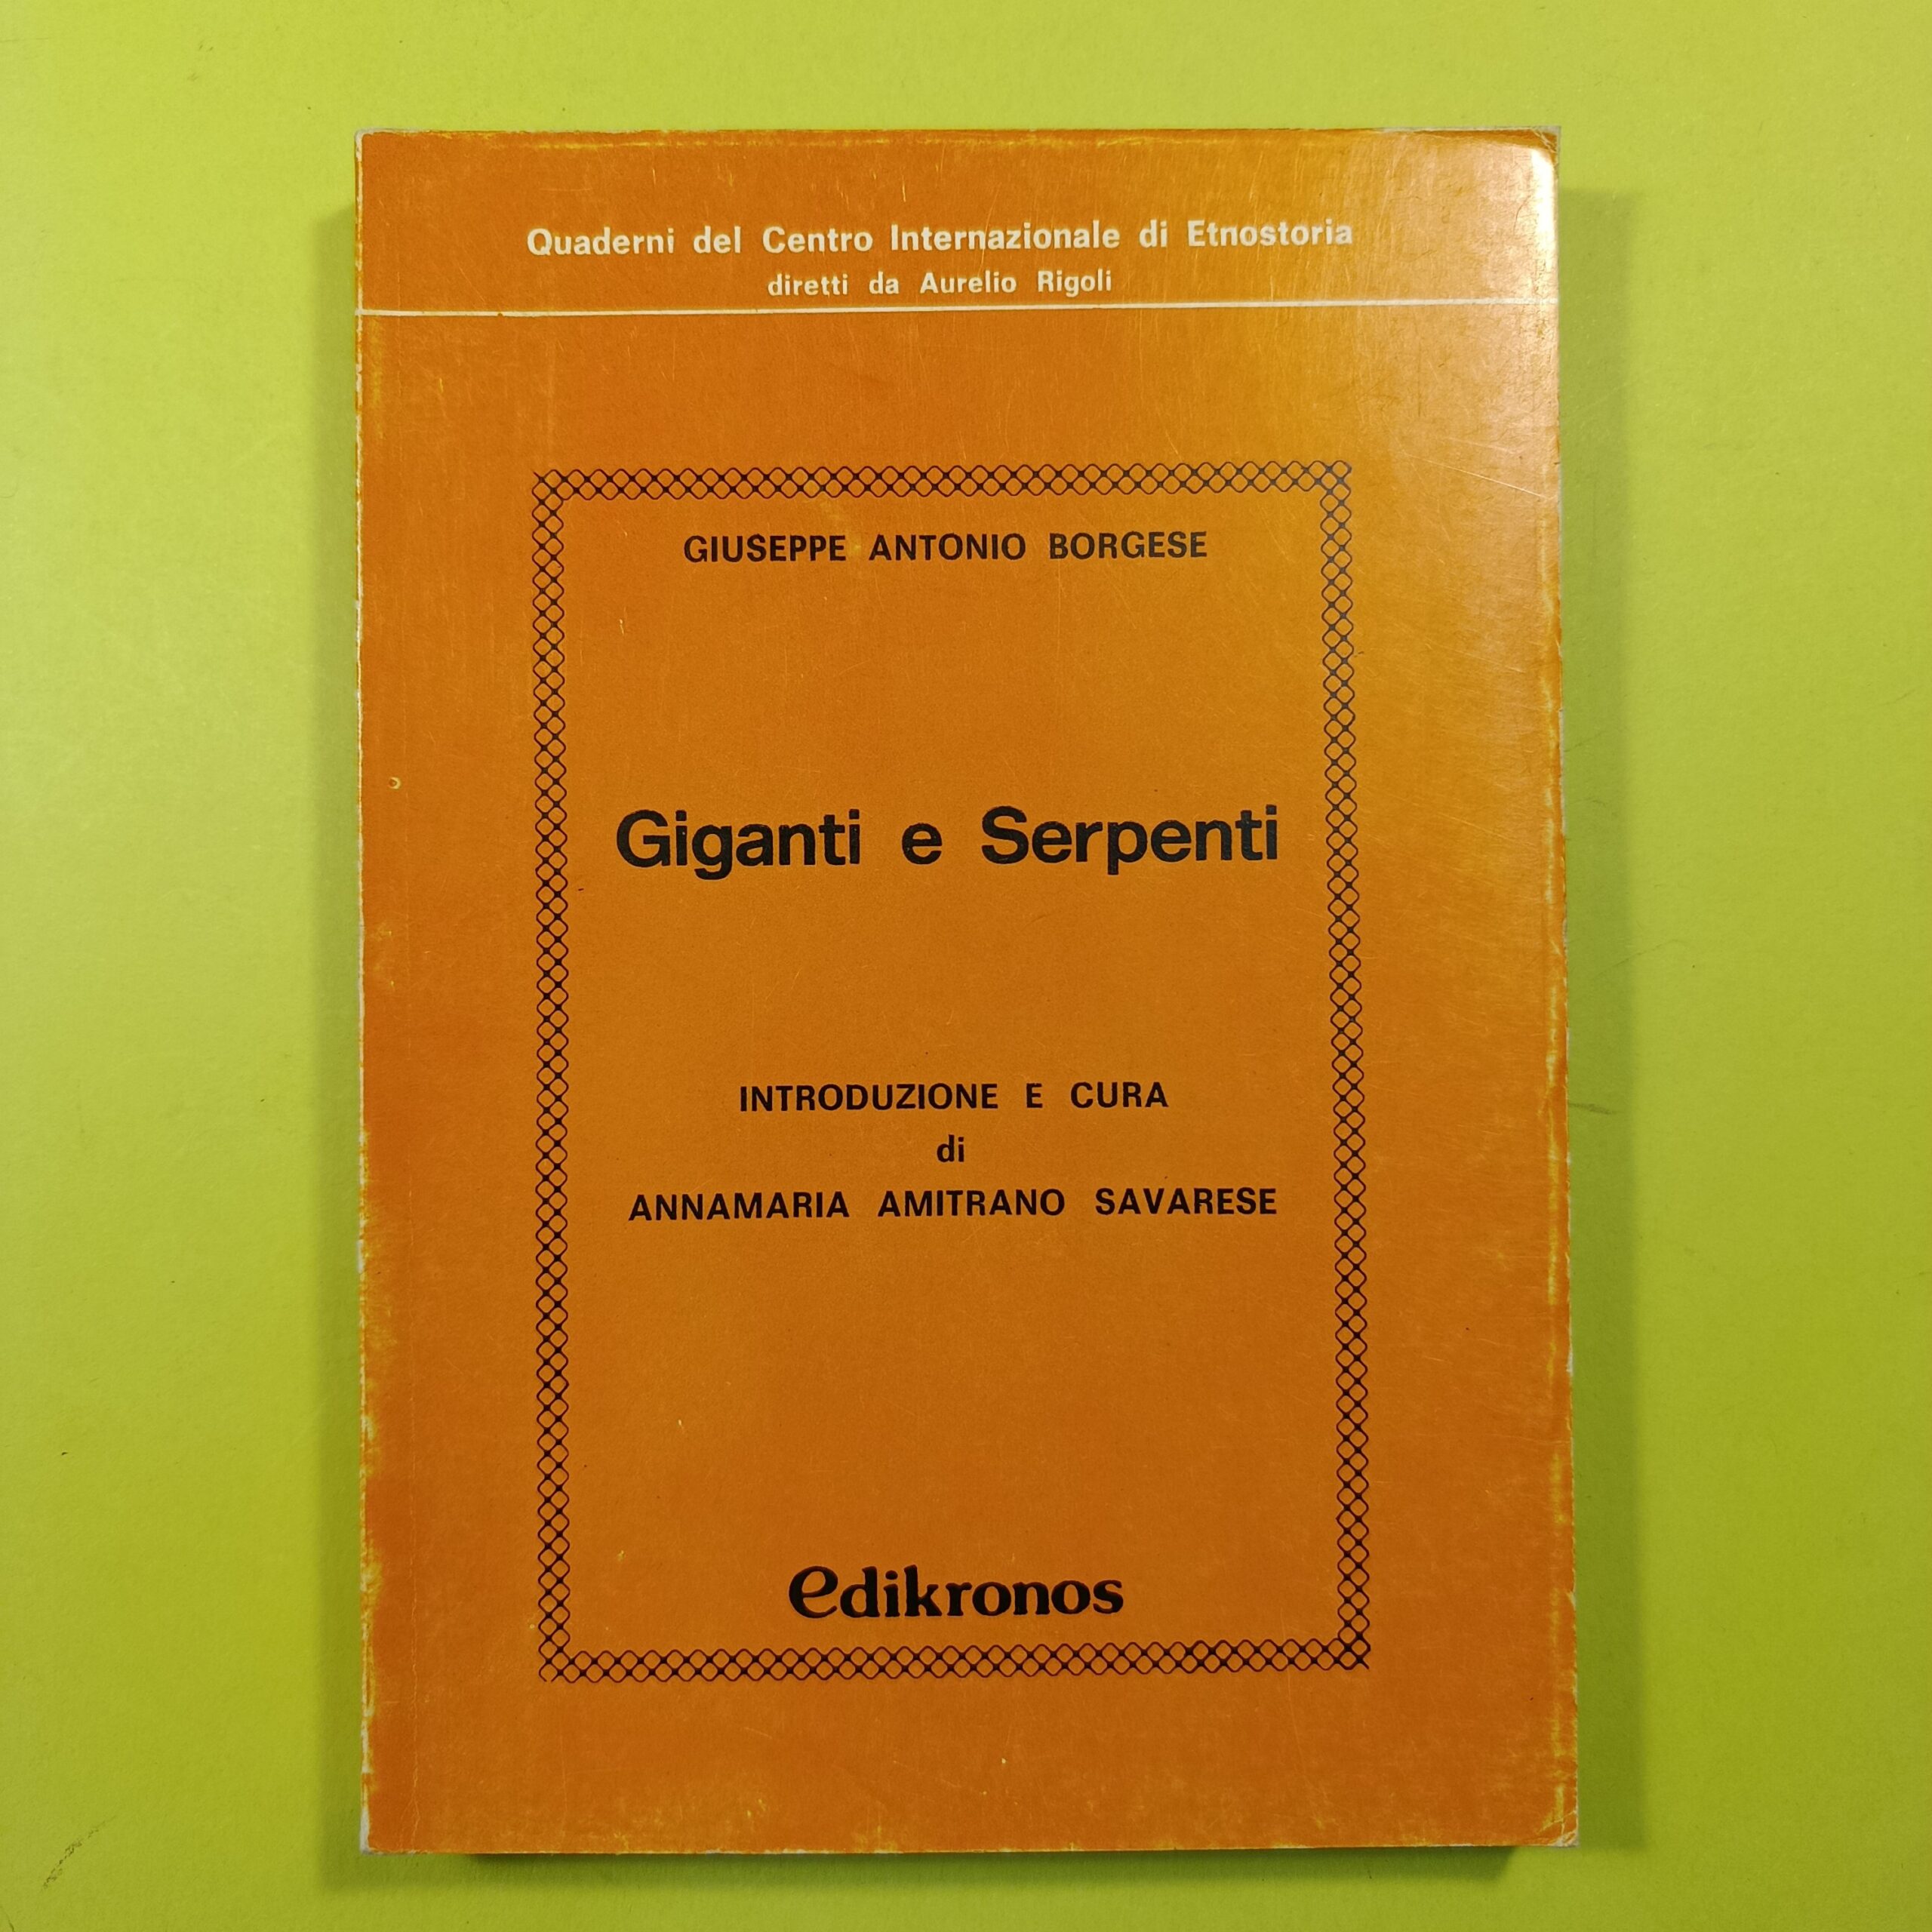 Quaderni del Centro Internazionale di Etnostoria
diretti da Aurelio Rigoli
GIUSEPPE ANTONIO BORGESE
Giganti e Serpenti
INTRODUZIONE E CURA
di
ANNAMARIA AMITRANO SAVARESE
edikronos